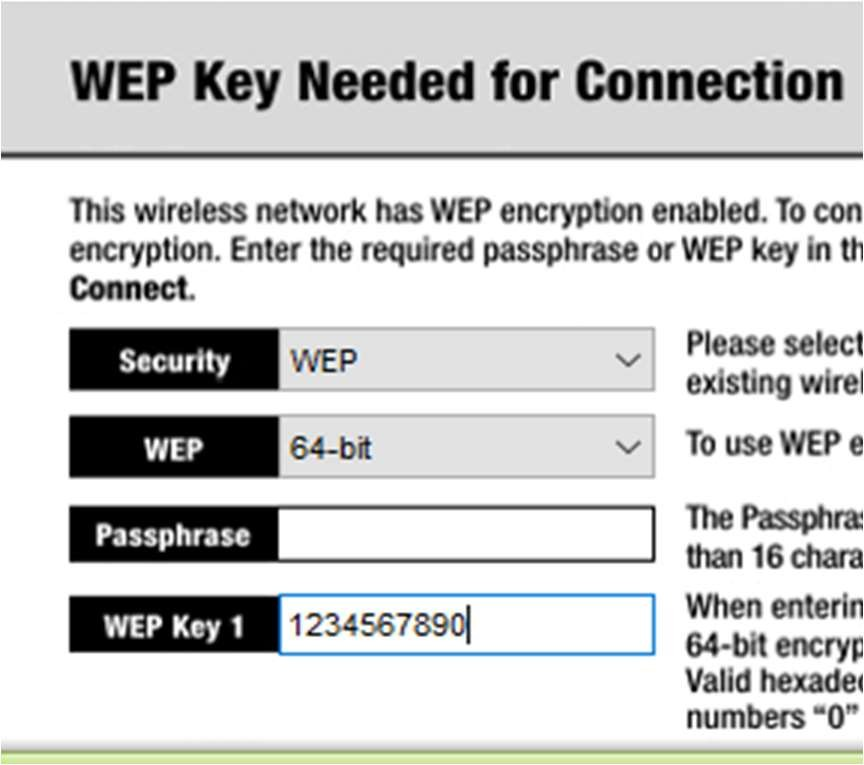 WEP Key Needed for Connection
This wireless network has WEP encryption enabled. To con
encryption. Enter the required passphrase or WEP key in th
Connect.
Security WEP Please select
existing wirel
WEP 64-bit To use WEP e
Passphrase The Passphras
than 16 chara
WEP Key 1 1234567890 When enterin
64-bit encryp
Valid hexadec
numbers “0”